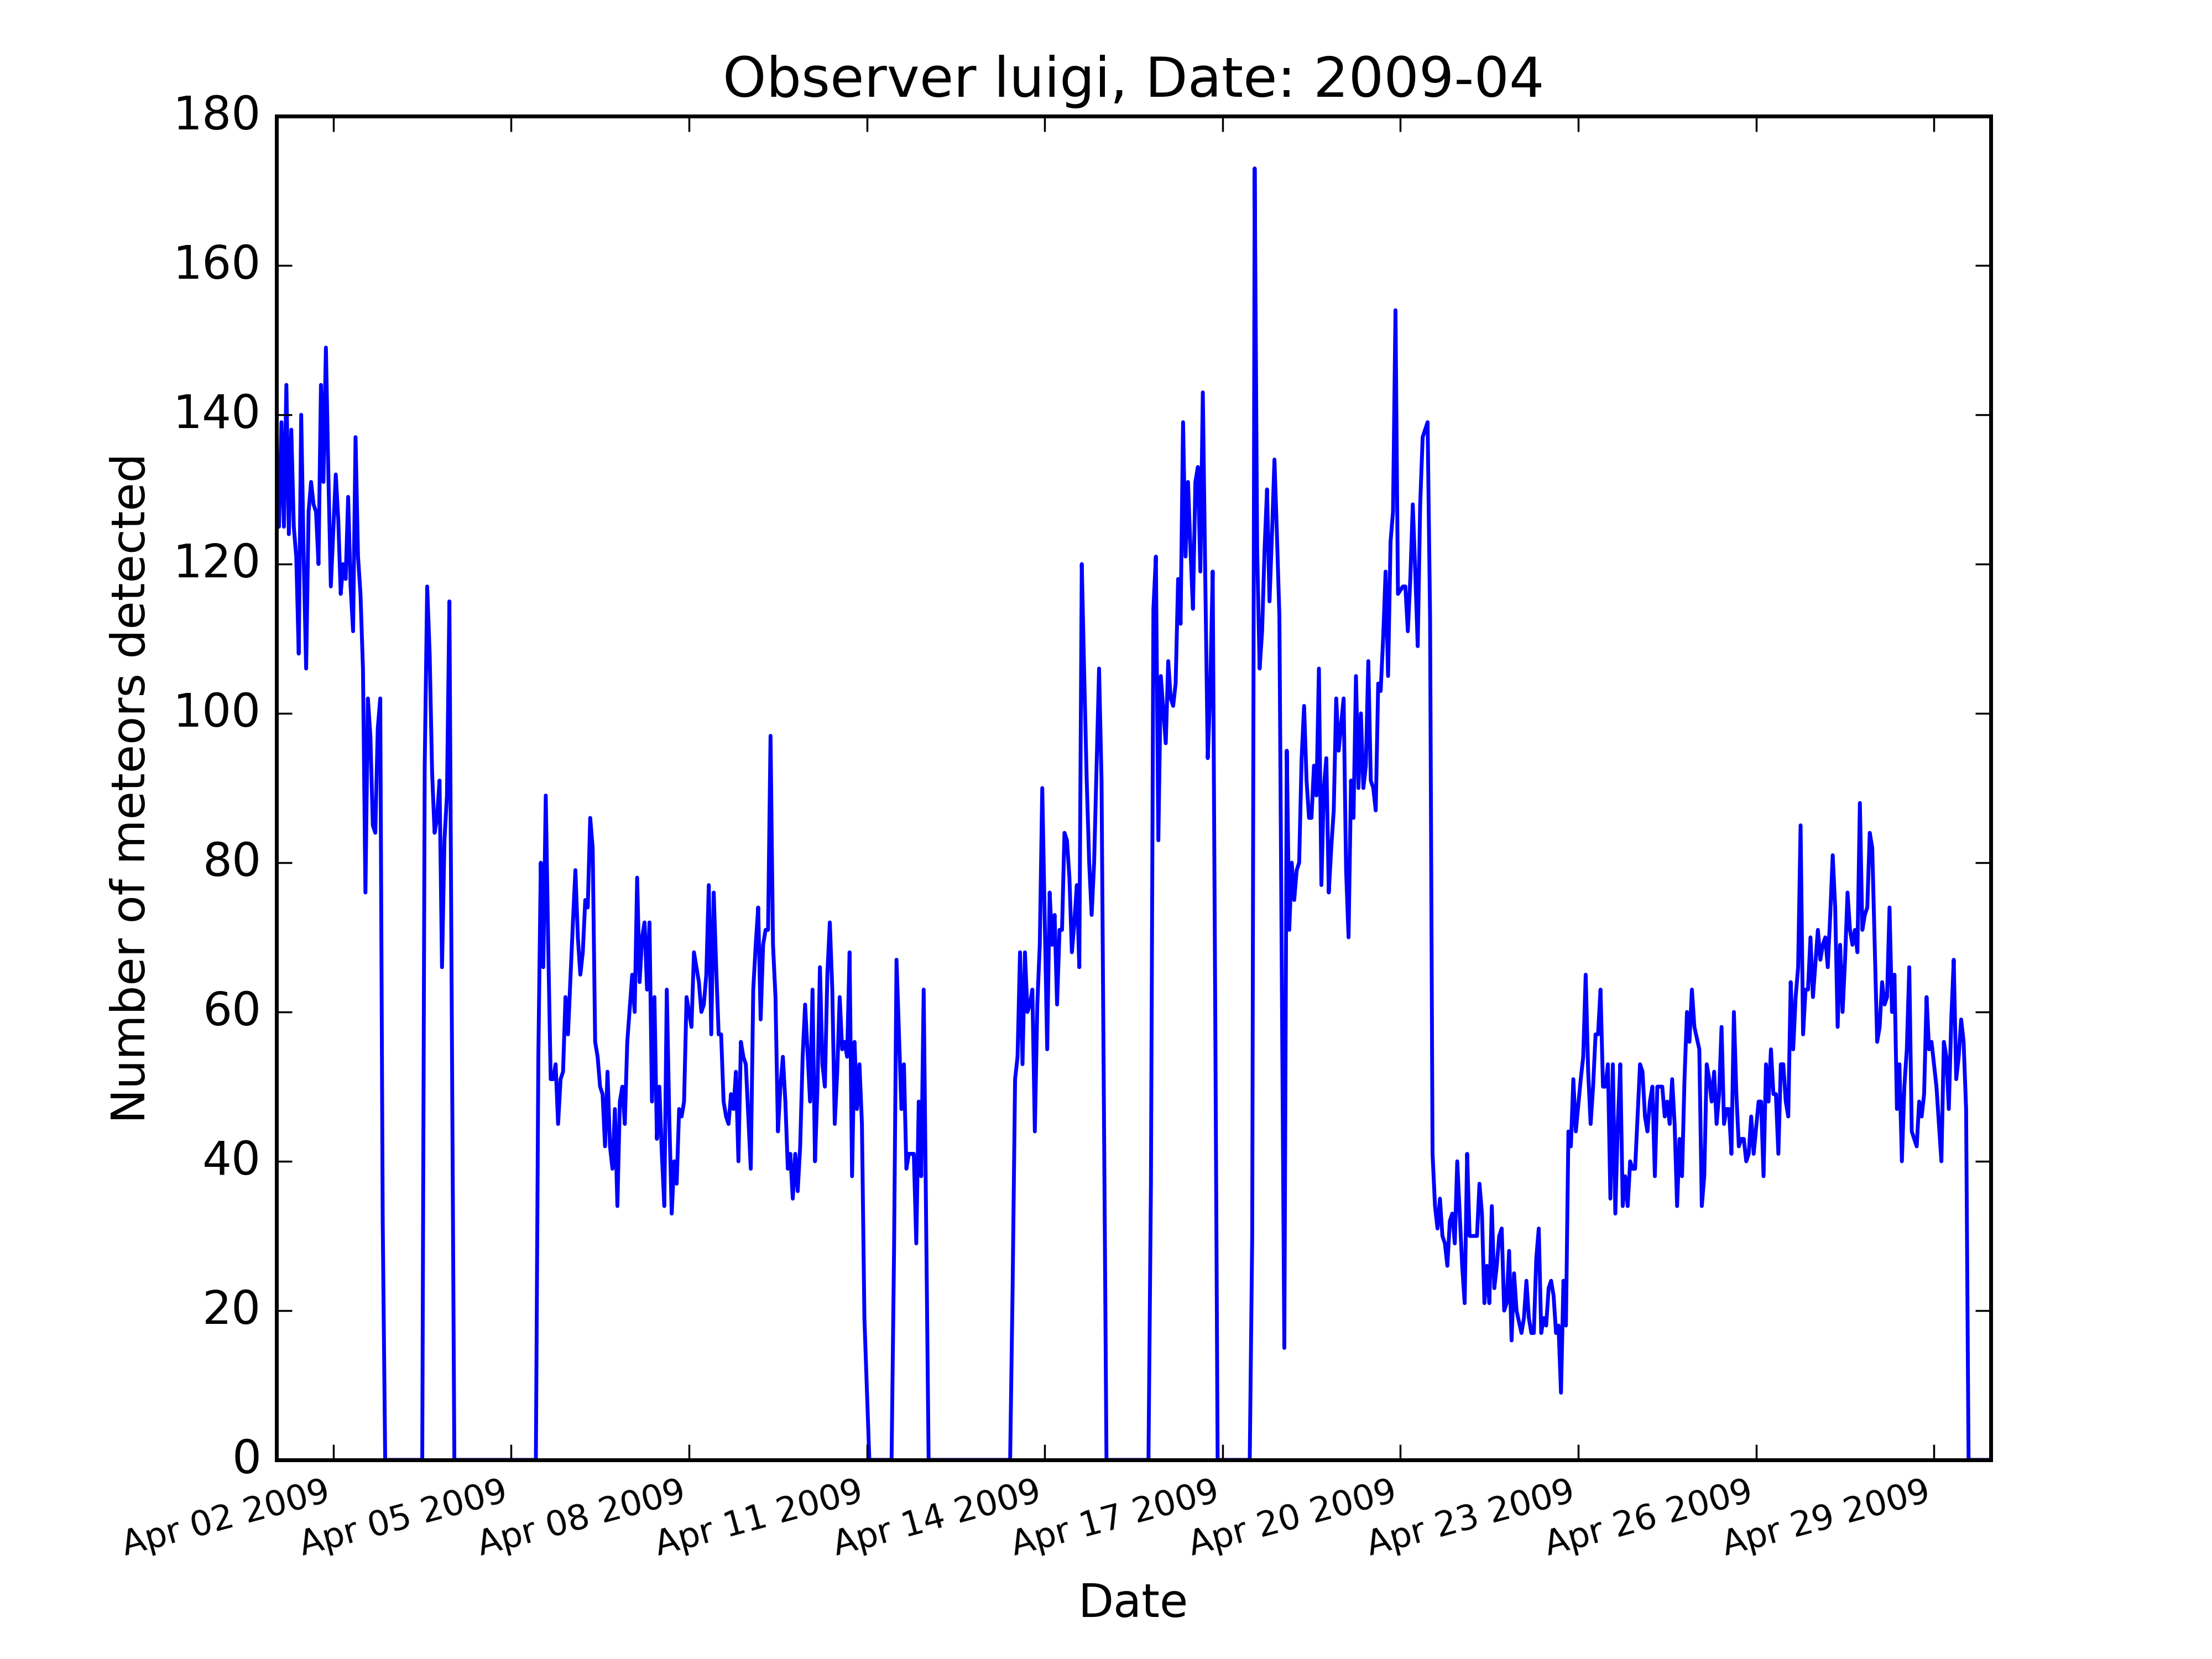 Observer luigi, Date: 2009-04
180
160
140
120
100
80
60
40
20
0
Number of meteors detected
Apr 02 2009
Apr 05 2009
Apr 08 2009
Apr 11 2009
Apr 14 2009
Apr 17 2009
Apr 20 2009
Apr 23 2009
Apr 26 2009
Apr 29 2009
Date